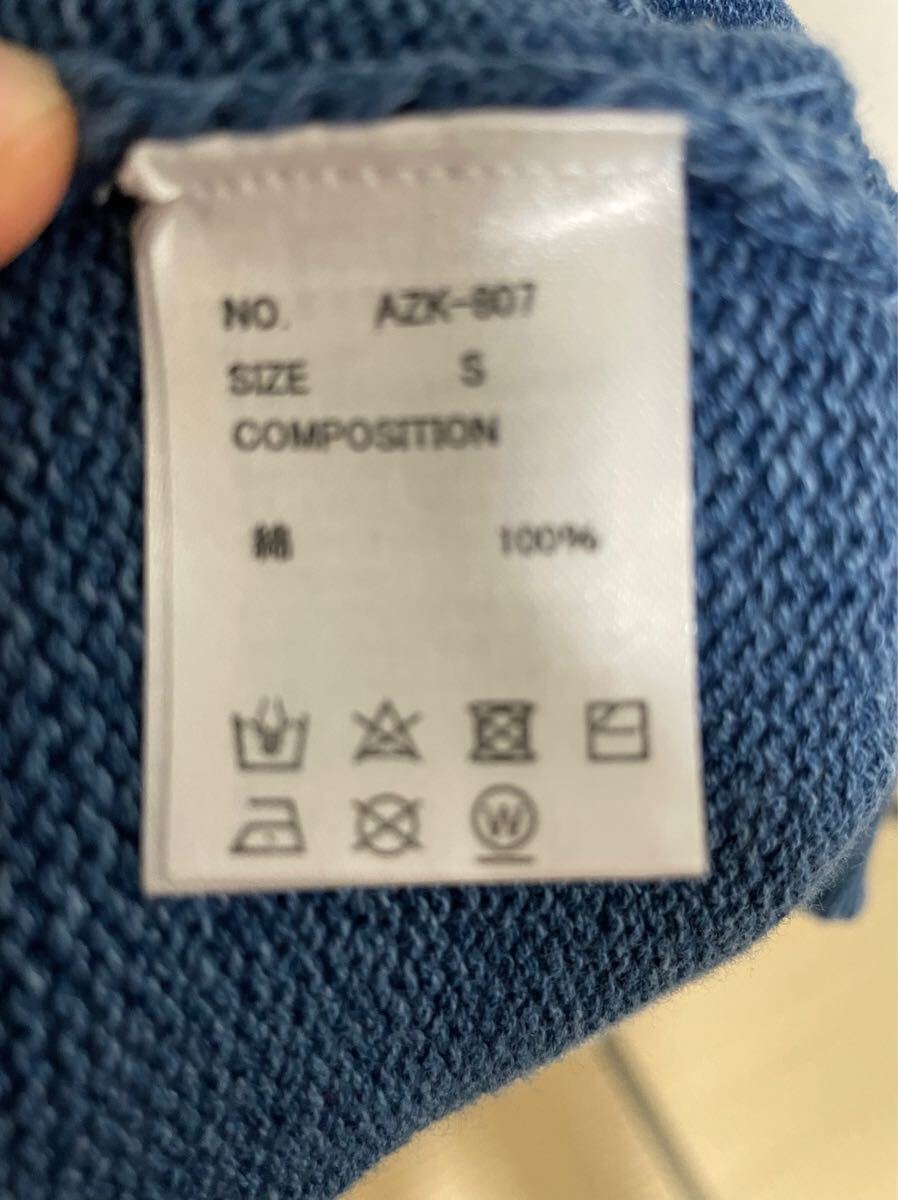 NO. AZK-807
SIZE S
COMPOSITION
綿 100%
W